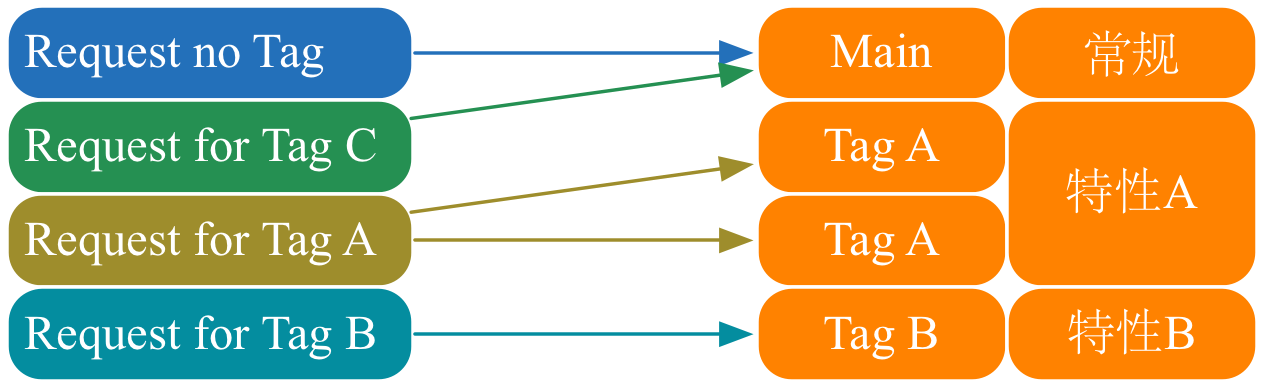 Request no Tag
Main
常规
Request for Tag C
Tag A
特性A
Request for Tag A
Tag A
Request for Tag B
Tag B
特性B